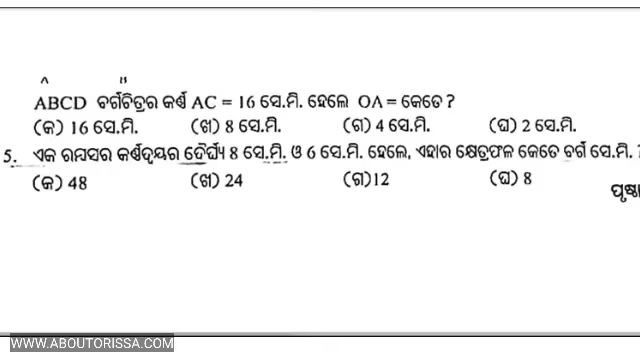 A B
ABCD ବର୍ଗଚିତ୍ରର କର୍ଣ୍ଣ AC = 16 ସେ.ମି. ହେଲେ OA = କେତେ ?
(କ) 16 ସେ.ମି. (ଖ) 8 ସେ.ମି. (ଗ) 4 ସେ.ମି. (ଘ) 2 ସେ.ମି.
5. ଏକ ରମ୍ବସର କର୍ଣ୍ଣଦ୍ୱୟର ଦୈର୍ଘ୍ୟ 8 ସେ.ମି. ଓ 6 ସେ.ମି. ହେଲେ, ଏହାର କ୍ଷେତ୍ରଫଳ କେତେ ବର୍ଗ ସେ.ମି. ?
(କ) 48 (ଖ) 24 (ଗ) 12 (ଘ) 8
ପୃଷ୍ଠା
WWW.ABOUTORISSA.COM